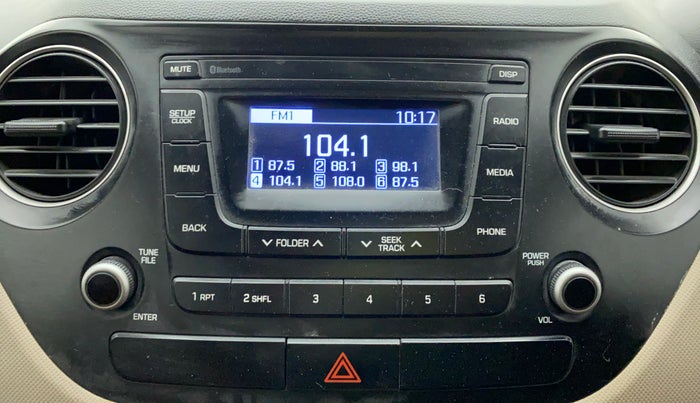 MUTE Bluetooth DISP
SETUP
CLOCK
FM1 10:17
RADIO
104.1
MENU
1 87.5 2 88.1 3 98.1
4 104.1 5 108.0 6 87.5
MEDIA
BACK
FOLDER
SEEK
TRACK
PHONE
TUNE
FILE
POWER
PUSH
1 RPT 2 SHFL 3 4 5 6
ENTER
VOL